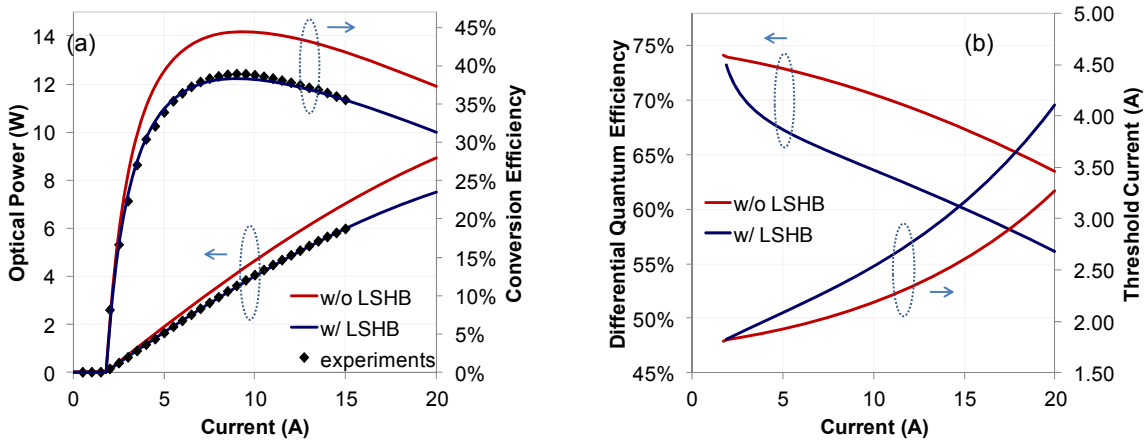 (a)
14
12
10
8
6
4
2
0
Optical Power (W)
45%
40%
35%
30%
25%
20%
15%
10%
5%
0%
Conversion Efficiency
w/o LSHB
w/ LSHB
experiments
0 5 10 15 20
Current (A)
(b)
75%
70%
65%
60%
55%
50%
45%
Differential Quantum Efficiency
5.00
4.50
4.00
3.50
3.00
2.50
2.00
1.50
Threshold Current (A)
w/o LSHB
w/ LSHB
0 5 10 15 20
Current (A)